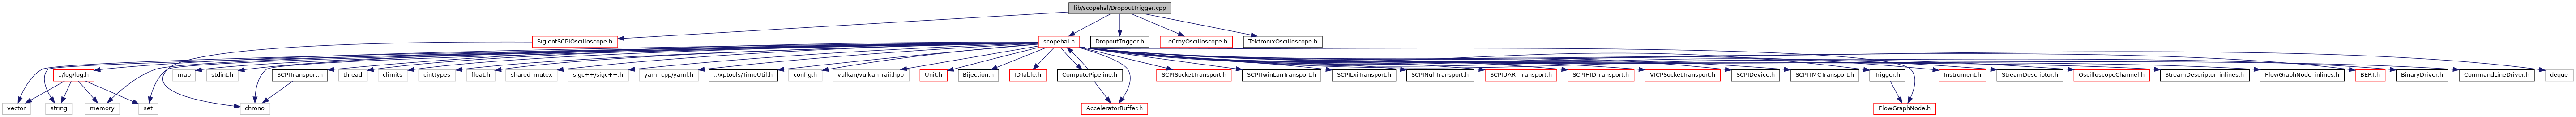 lib/scopehal/DropoutTrigger.cpp
SiglentSCPIOscilloscope.h
scopehal.h
DropoutTrigger.h
LeCroyOscilloscope.h
TektronixOscilloscope.h
../log/log.h
map
stdint.h
SCPITransport.h
thread
climits
cinttypes
float.h
shared_mutex
sigc++/sigc++.h
yaml-cpp/yaml.h
../xptools/TimeUtil.h
config.h
vulkan/vulkan_raii.hpp
Unit.h
Bijection.h
IDTable.h
ComputePipeline.h
SCPISocketTransport.h
SCPITwinLanTransport.h
SCPILxiTransport.h
SCPINullTransport.h
SCPIUARTTransport.h
SCPIHIDTransport.h
VICPSocketTransport.h
SCPIDevice.h
SCPITMCTransport.h
Trigger.h
Instrument.h
StreamDescriptor.h
OscilloscopeChannel.h
StreamDescriptor_inlines.h
FlowGraphNode_inlines.h
BERT.h
BinaryDriver.h
CommandLineDriver.h
deque
vector
string
memory
set
chrono
AcceleratorBuffer.h
FlowGraphNode.h